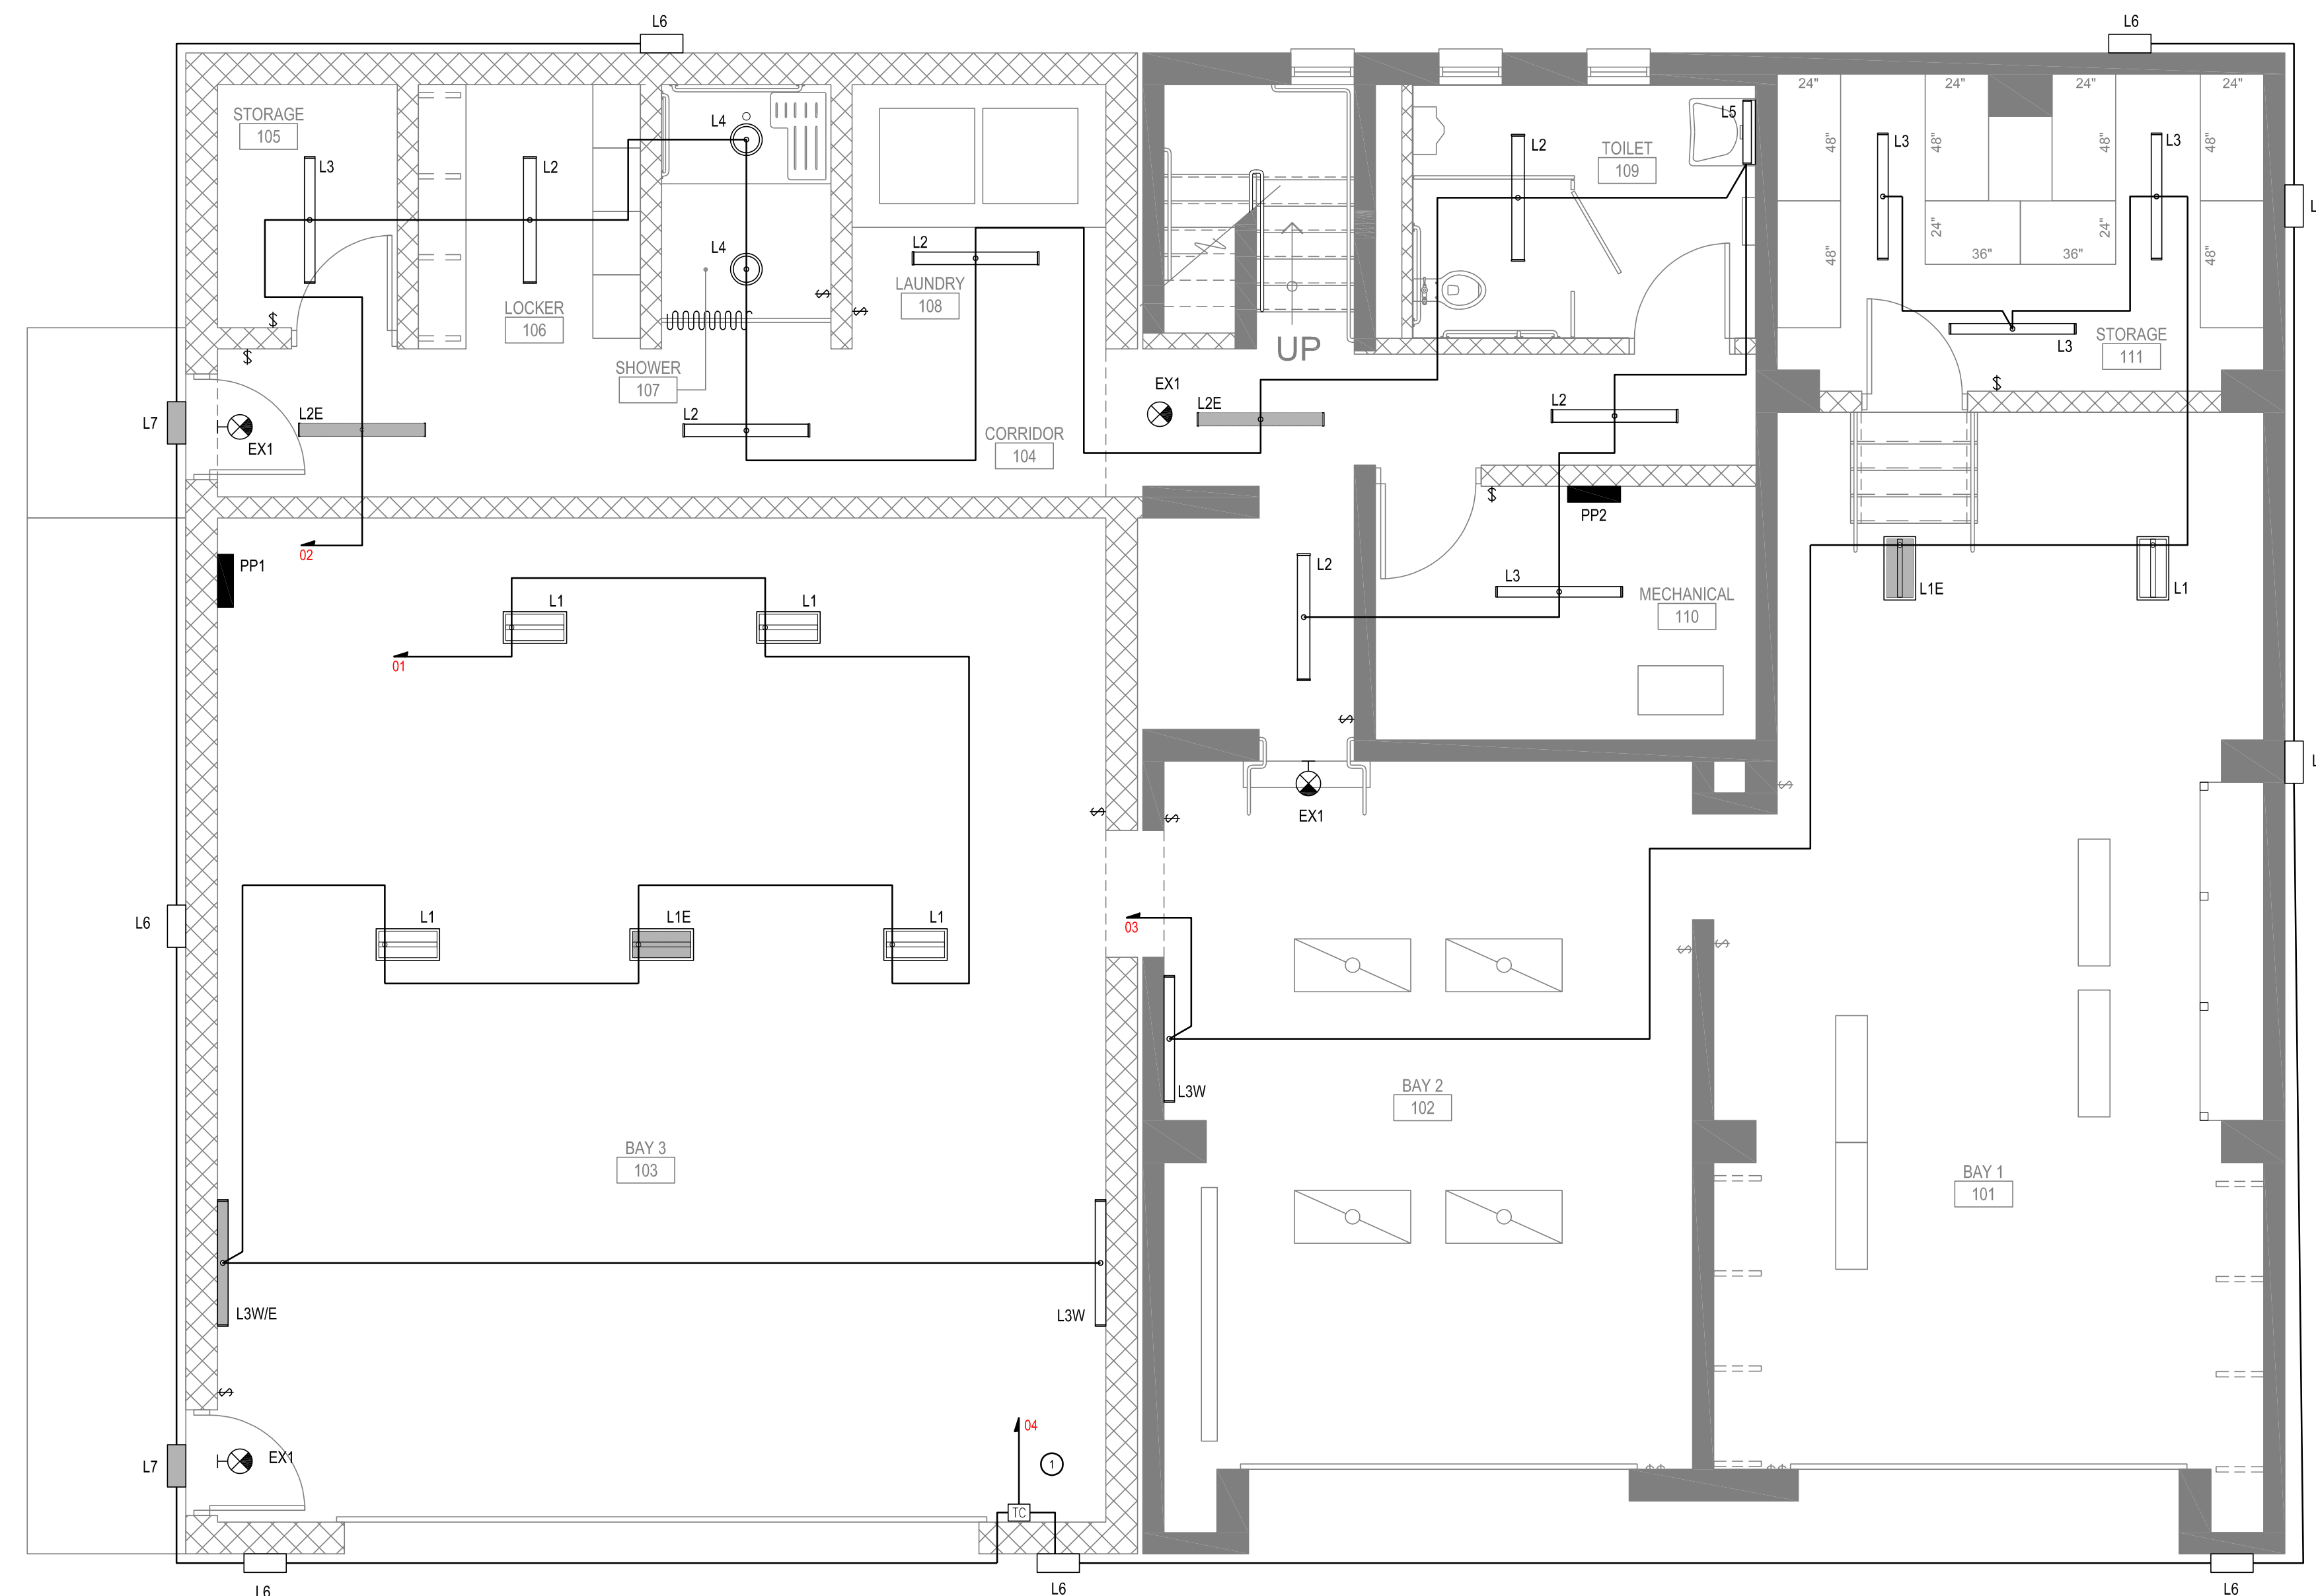 L6
L6
24"
24"
24"
24"
STORAGE
105
L4
L5
L3
L2
L2
TOILET
109
L3
L3
48"
48"
48"
48"
L
24"
24"
48"
48"
36"
36"
L4
L2
LAUNDRY
108
LOCKER
106
$
$
$
$
UP
STORAGE
111
L3
SHOWER
107
$
$
EX1
L7
L2E
EX1
L2
L2E
L2
CORRIDOR
104
$
PP2
02
PP1
L2
L3
MECHANICAL
110
L1E
L1
L1
L1
01
$
L
$
EX1
$
$
L6
L1
L1E
L1
03
$
$
BAY 2
102
L3W
BAY 3
103
BAY 1
101
L3W/E
L3W
$
04
1
L7
EX1
TC
L6
L6
L6